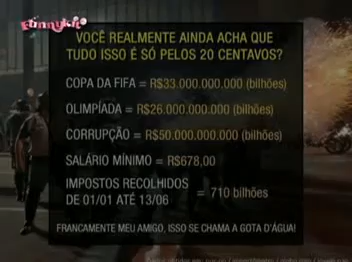 Funnykit
VOCÊ REALMENTE AINDA ACHA QUE
TUDO ISSO É SÓ PELOS 20 CENTAVOS?
COPA DA FIFA = R$33.000.000.000 (bilhões)
OLIMPÍADA = R$26.000.000.000 (bilhões)
CORRUPÇÃO = R$50.000.000.000 (bilhões)
SALÁRIO MÍNIMO = R$678,00
IMPOSTOS RECOLHIDOS
DE 01/01 ATÉ 13/06 = 710 bilhões
FRANCAMENTE MEU AMIGO, ISSO SE CHAMA A GOTA D'ÁGUA!